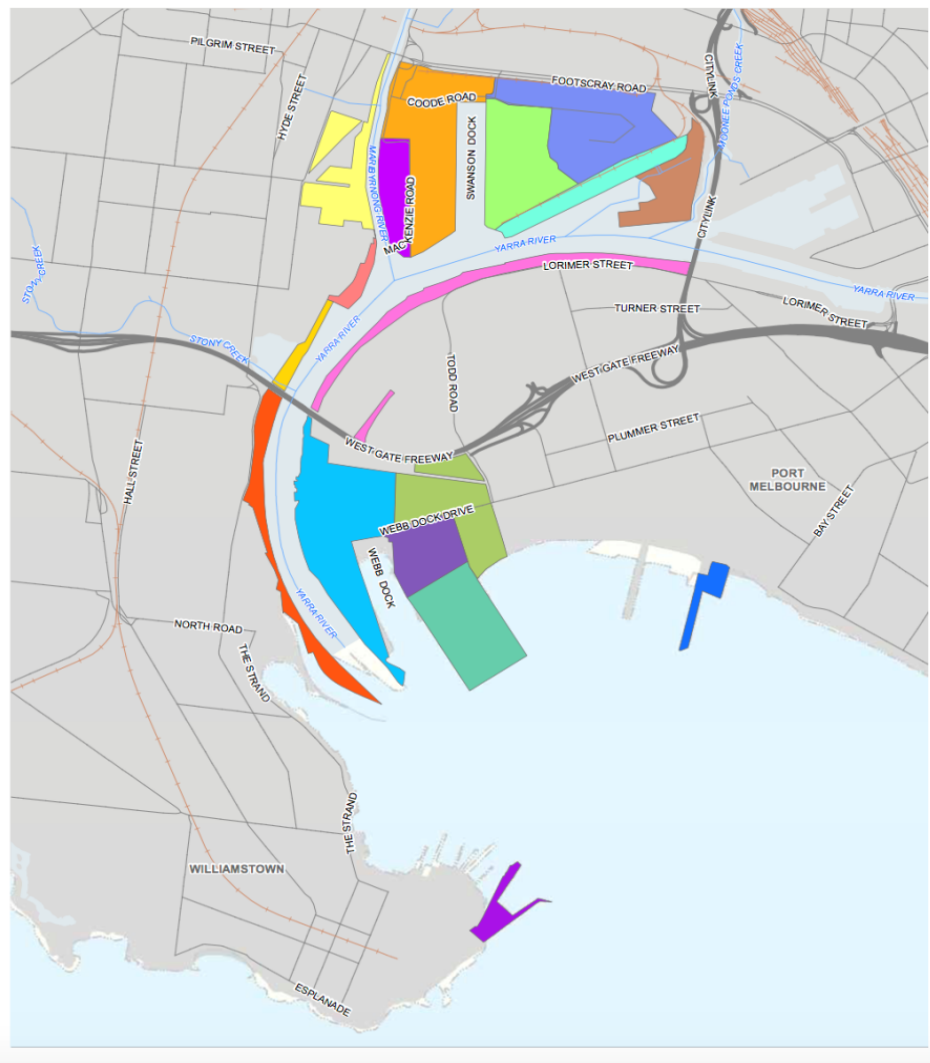 PILGRIM STREET
HYDE STREET
COODE ROAD
FOOTSCRAY ROAD
CITYLINK
MOONEE PONDS CREEK
MARIBYRNONG RIVER
MACKENZIE ROAD
SWANSON DOCK
CITYLINK
YARRA RIVER
LORIMER STREET
STONY CREEK
YARRA RIVER
LORIMER STREET
TURNER STREET
YARRA RIVER
STONY CREEK
TODD ROAD
WEST GATE FREEWAY
PLUMMER STREET
WEST GATE FREEWAY
HALL STREET
PORT
MELBOURNE
BAY STREET
WEBB DOCK DRIVE
WEBB DOCK
YARRA RIVER
NORTH ROAD
THE STRAND
THE STRAND
WILLIAMSTOWN
ESPLANADE